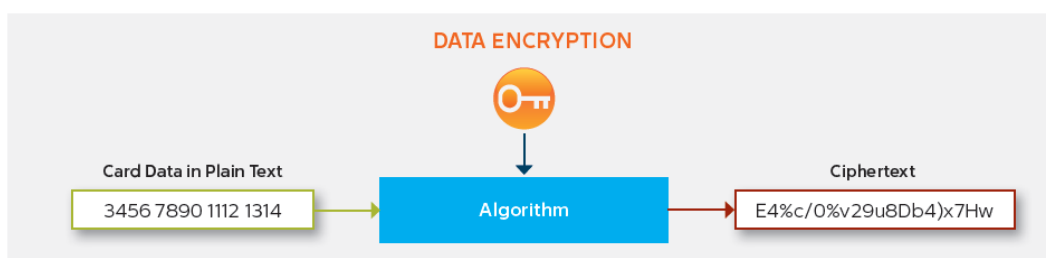 DATA ENCRYPTION
Card Data in Plain Text
3456 7890 1112 1314
Algorithm
Ciphertext
E4%c/0%v29u8Db4)x7Hw